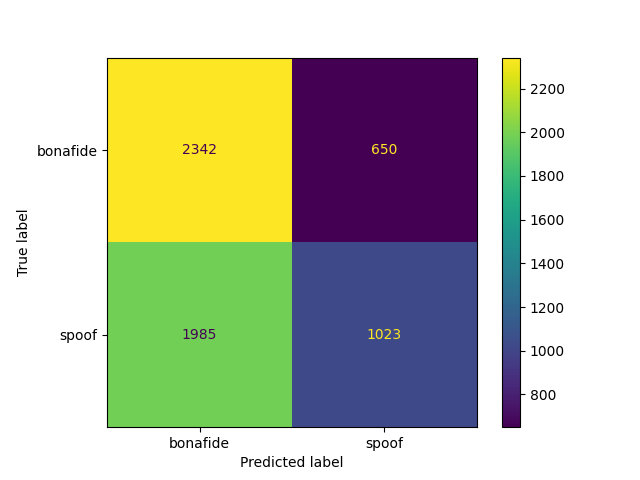 True label
bonafide
spoof
2342
650
1985
1023
bonafide
spoof
Predicted label
2200
2000
1800
1600
1400
1200
1000
800